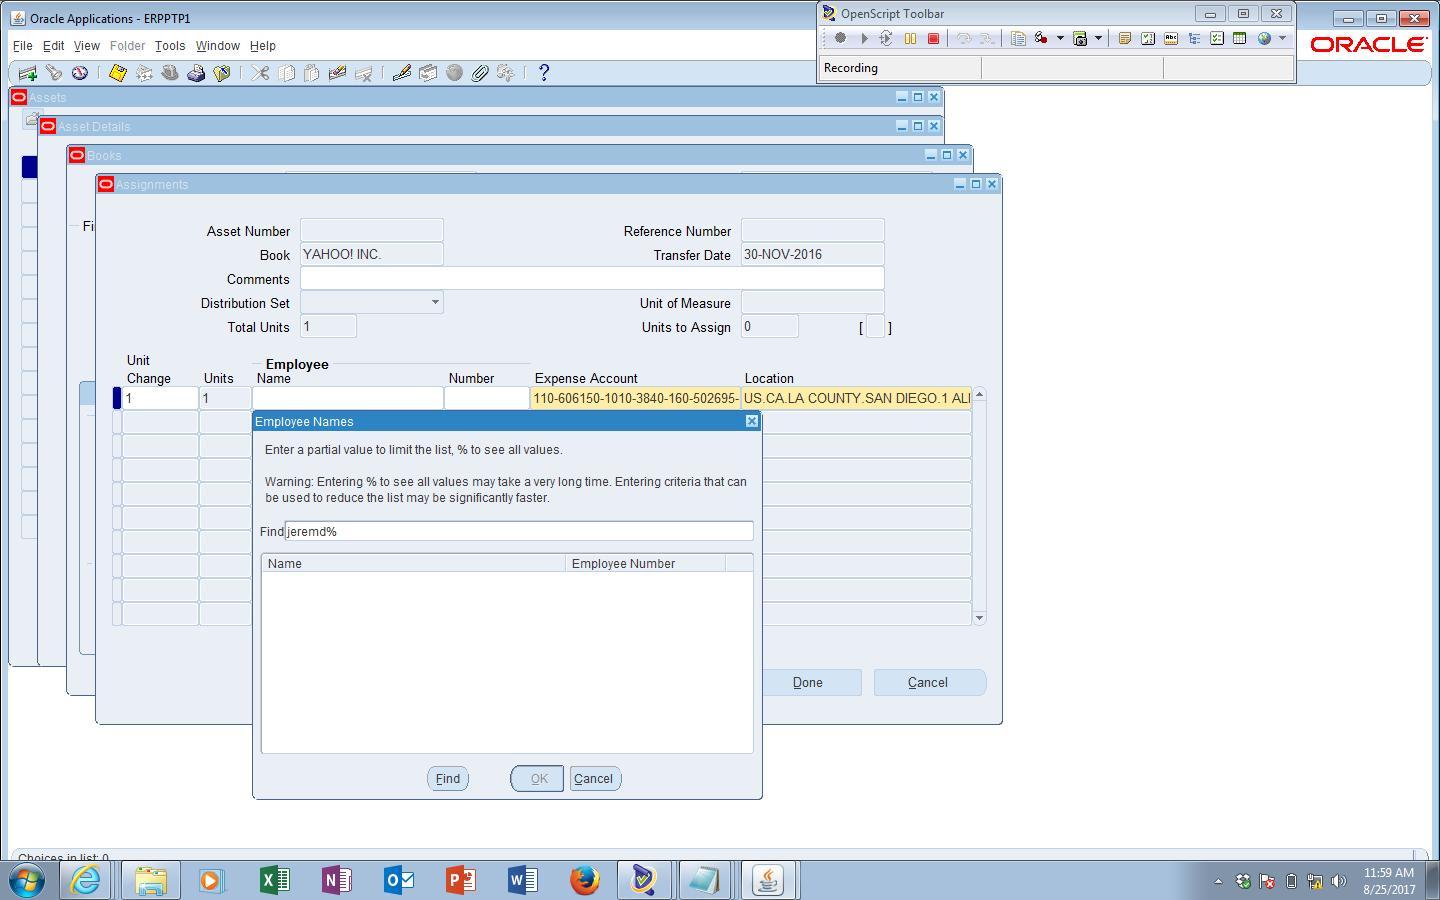 Oracle Applications - ERPPTP1
OpenScript Toolbar
File Edit View Folder Tools Window Help
ORACLE
Recording
Assets
Asset Details
Books
Assignments
Asset Number
Reference Number
Book YAHOO! INC.
Transfer Date 30-NOV-2016
Comments
Distribution Set
Unit of Measure
Total Units 1
Units to Assign 0 [ ]
Unit Change
Units
Employee
Name
Number
Expense Account
Location
1 1 110-606150-1010-3840-160-502695- US.CA.LA COUNTY.SAN DIEGO.1 ALI
Employee Names
Enter a partial value to limit the list, % to see all values.
Warning: Entering % to see all values may take a very long time. Entering criteria that can
be used to reduce the list may be significantly faster.
Find jeremd%
Name Employee Number
Find OK Cancel
Done Cancel
Choices in list: 0
11:59 AM
8/25/2017